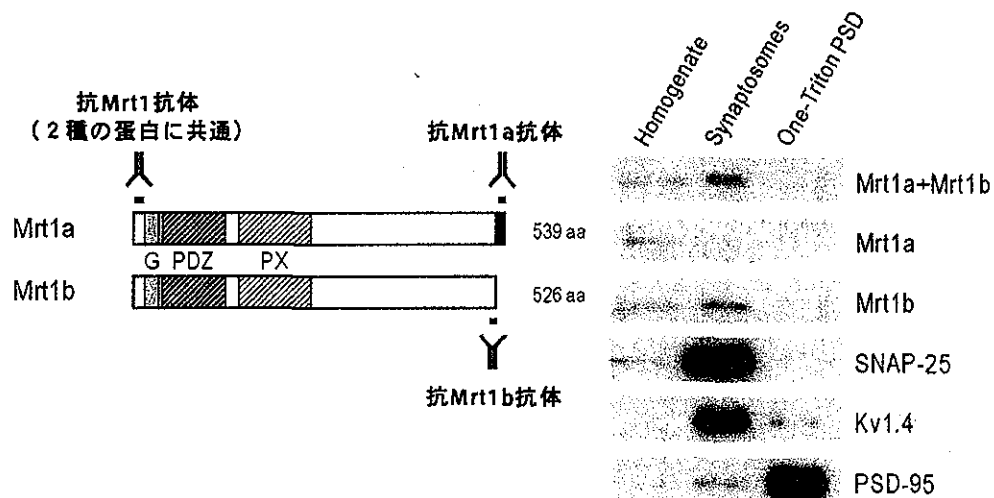 抗Mrt1抗体
（２種の蛋白に共通）
抗Mrt1a抗体
Mrt1a
539 aa
G PDZ PX
Mrt1b
526 aa
抗Mrt1b抗体
Homogenate
Synaptosomes
One-Triton PSD
Mrt1a+Mrt1b
Mrt1a
Mrt1b
SNAP-25
Kv1.4
PSD-95